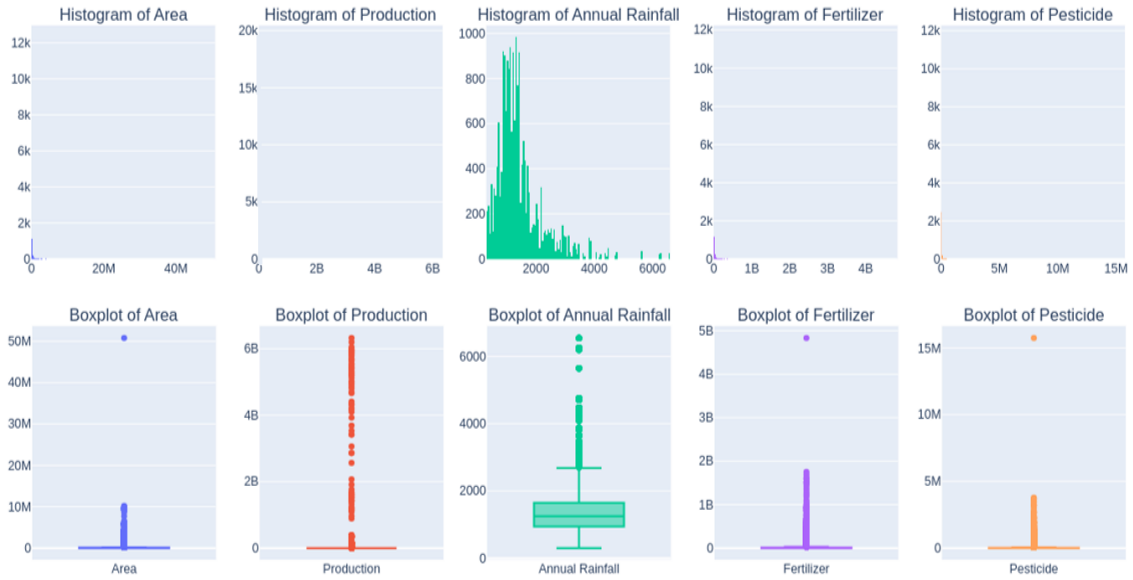 Histogram of Area Histogram of Production Histogram of Annual Rainfall Histogram of Fertilizer Histogram of Pesticide
12k
10k
8k
6k
4k
2k
0
0 20M 40M
20k
15k
10k
5k
0
0 2B 4B 6B
1000
800
600
400
200
0
2000 4000 6000
12k
10k
8k
6k
4k
2k
0
0 1B 2B 3B 4B
12k
10k
8k
6k
4k
2k
0
0 5M 10M 15M
Boxplot of Area Boxplot of Production Boxplot of Annual Rainfall Boxplot of Fertilizer Boxplot of Pesticide
50M
40M
30M
20M
10M
0
Area
6B
4B
2B
0
Production
6000
4000
2000
0
Annual Rainfall
5B
4B
3B
2B
1B
0
Fertilizer
15M
10M
5M
0
Pesticide